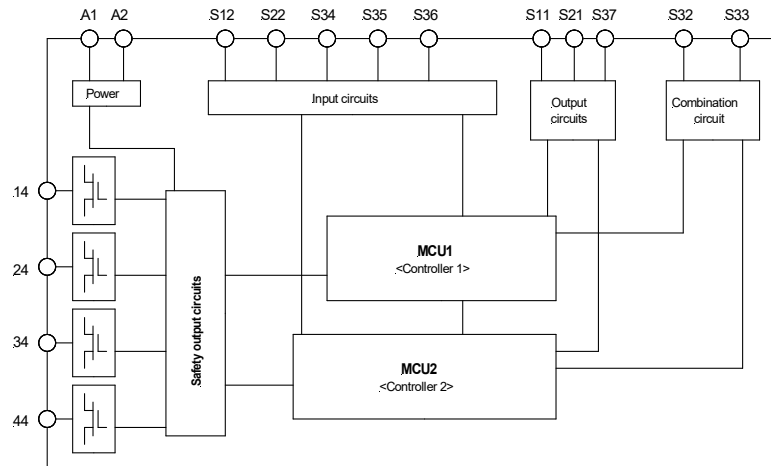 A1 A2 S12 S22 S34 S35 S36 S11 S21 S37 S32 S33
Power
Input circuits
Output
circuits
Combination
circuit
14
24
34
44
Safety output circuits
MCU1
<Controller 1>
MCU2
<Controller 2>